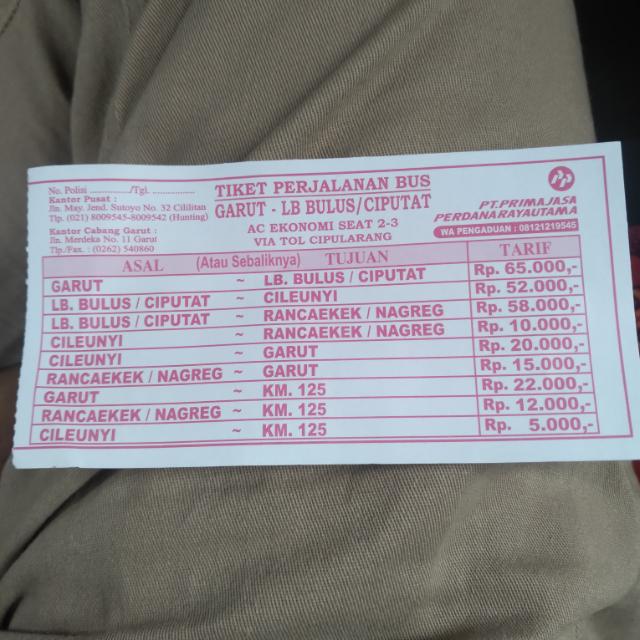 No. Polisi ............/Tgl. ................
Kantor Pusat :
Jln. May. Jend. Sutoyo No. 32 Cililitan
Tlp. (021) 8009545-8009542 (Hunting)
Kantor Cabang Garut :
Jln. Merdeka No. 11 Garut
Tlp./Fax. : (0262) 540860
TIKET PERJALANAN BUS
GARUT - LB BULUS/CIPUTAT
AC EKONOMI SEAT 2-3
VIA TOL CIPULARANG
PT. PRIMAJASA
PERDANARAYAUTAMA
WA PENGADUAN : 08121219545
ASAL (Atau Sebaliknya) TUJUAN TARIF
GARUT ~ LB. BULUS / CIPUTAT Rp. 65.000,-
LB. BULUS / CIPUTAT ~ CILEUNYI Rp. 52.000,-
LB. BULUS / CIPUTAT ~ RANCAEKEK / NAGREG Rp. 58.000,-
CILEUNYI ~ RANCAEKEK / NAGREG Rp. 10.000,-
CILEUNYI ~ GARUT Rp. 20.000,-
RANCAEKEK / NAGREG ~ GARUT Rp. 15.000,-
GARUT ~ KM. 125 Rp. 22.000,-
RANCAEKEK / NAGREG ~ KM. 125 Rp. 12.000,-
CILEUNYI ~ KM. 125 Rp. 5.000,-